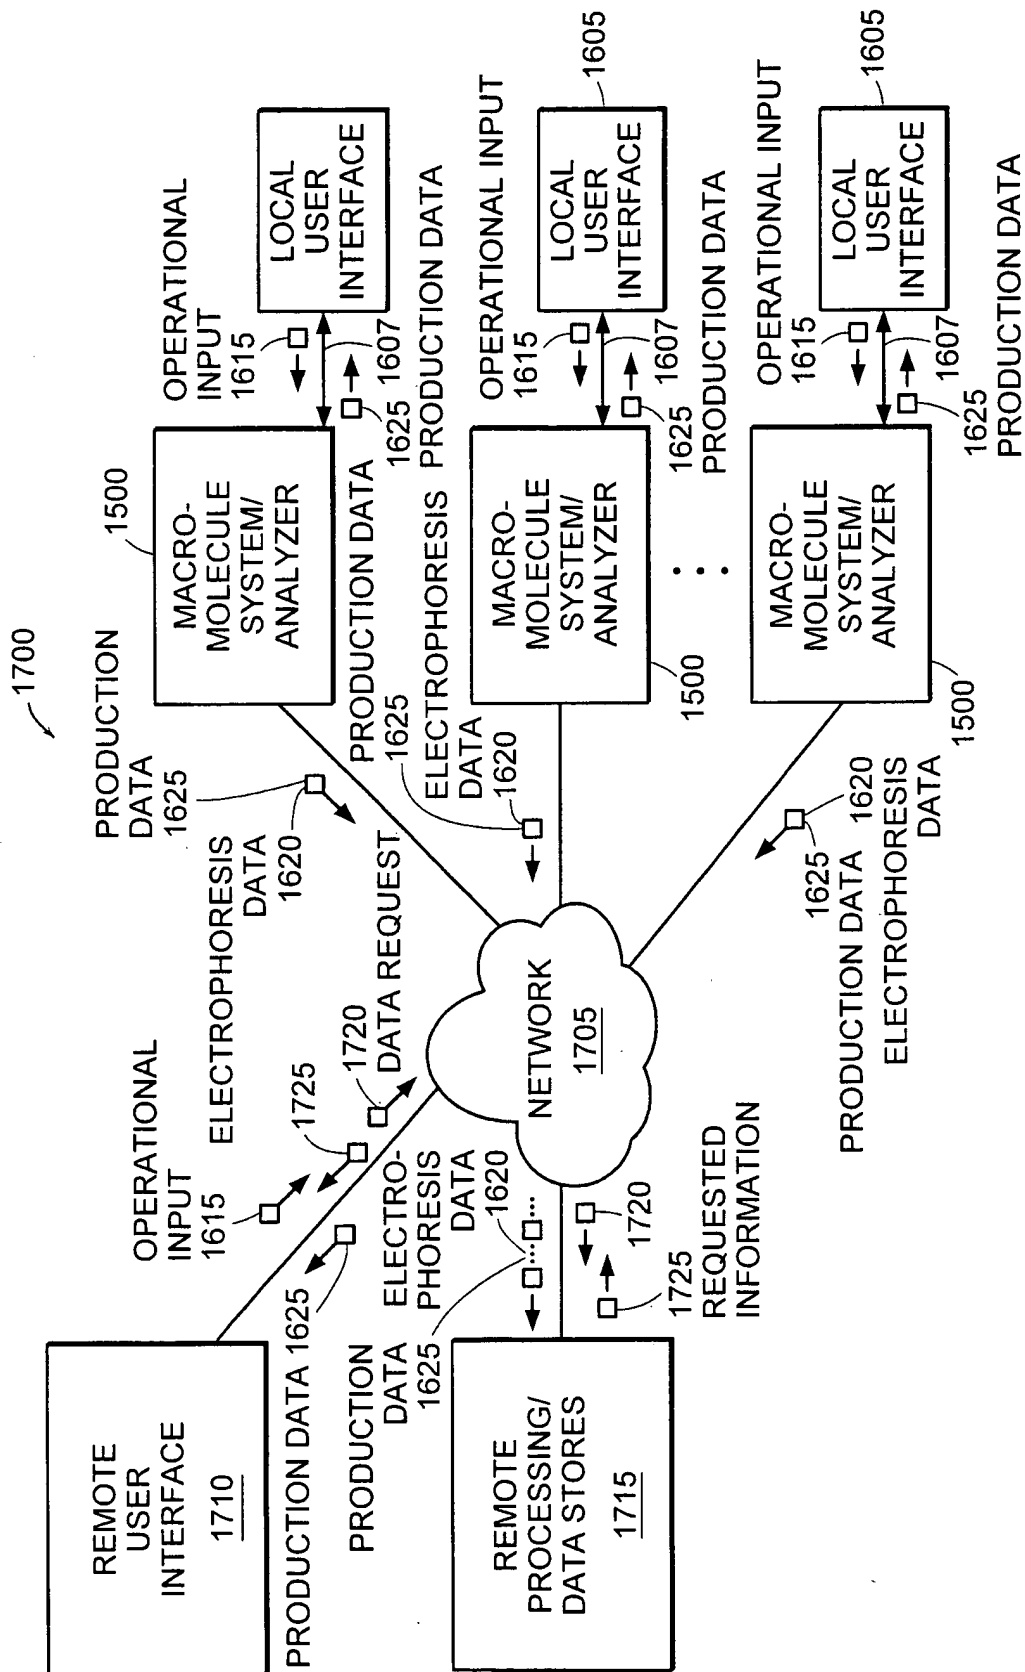 1700
REMOTE
USER
INTERFACE
1710
REMOTE
PROCESSING/
DATA STORES
1715
OPERATIONAL
INPUT
1615
1725
1720
DATA REQUEST
PRODUCTION DATA 1625
PRODUCTION
DATA
1625
ELECTRO-
PHORESIS
DATA
1620
1720
1725
REQUESTED
INFORMATION
NETWORK
1705
PRODUCTION
DATA
1625
ELECTROPHORESIS
DATA
1620
PRODUCTION DATA
1625
ELECTROPHORESIS
DATA
1620
1620
1625
PRODUCTION DATA
ELECTROPHORESIS
DATA
1500
MACRO-
MOLECULE
SYSTEM/
ANALYZER
OPERATIONAL
INPUT
1615
1607
1625
PRODUCTION DATA
LOCAL
USER
INTERFACE
MACRO-
MOLECULE
SYSTEM/
ANALYZER
1500
OPERATIONAL INPUT
1615
1607
1625
PRODUCTION DATA
LOCAL
USER
INTERFACE
1605
MACRO-
MOLECULE
SYSTEM/
ANALYZER
1500
OPERATIONAL INPUT
1615
1607
1625
PRODUCTION DATA
LOCAL
USER
INTERFACE
1605